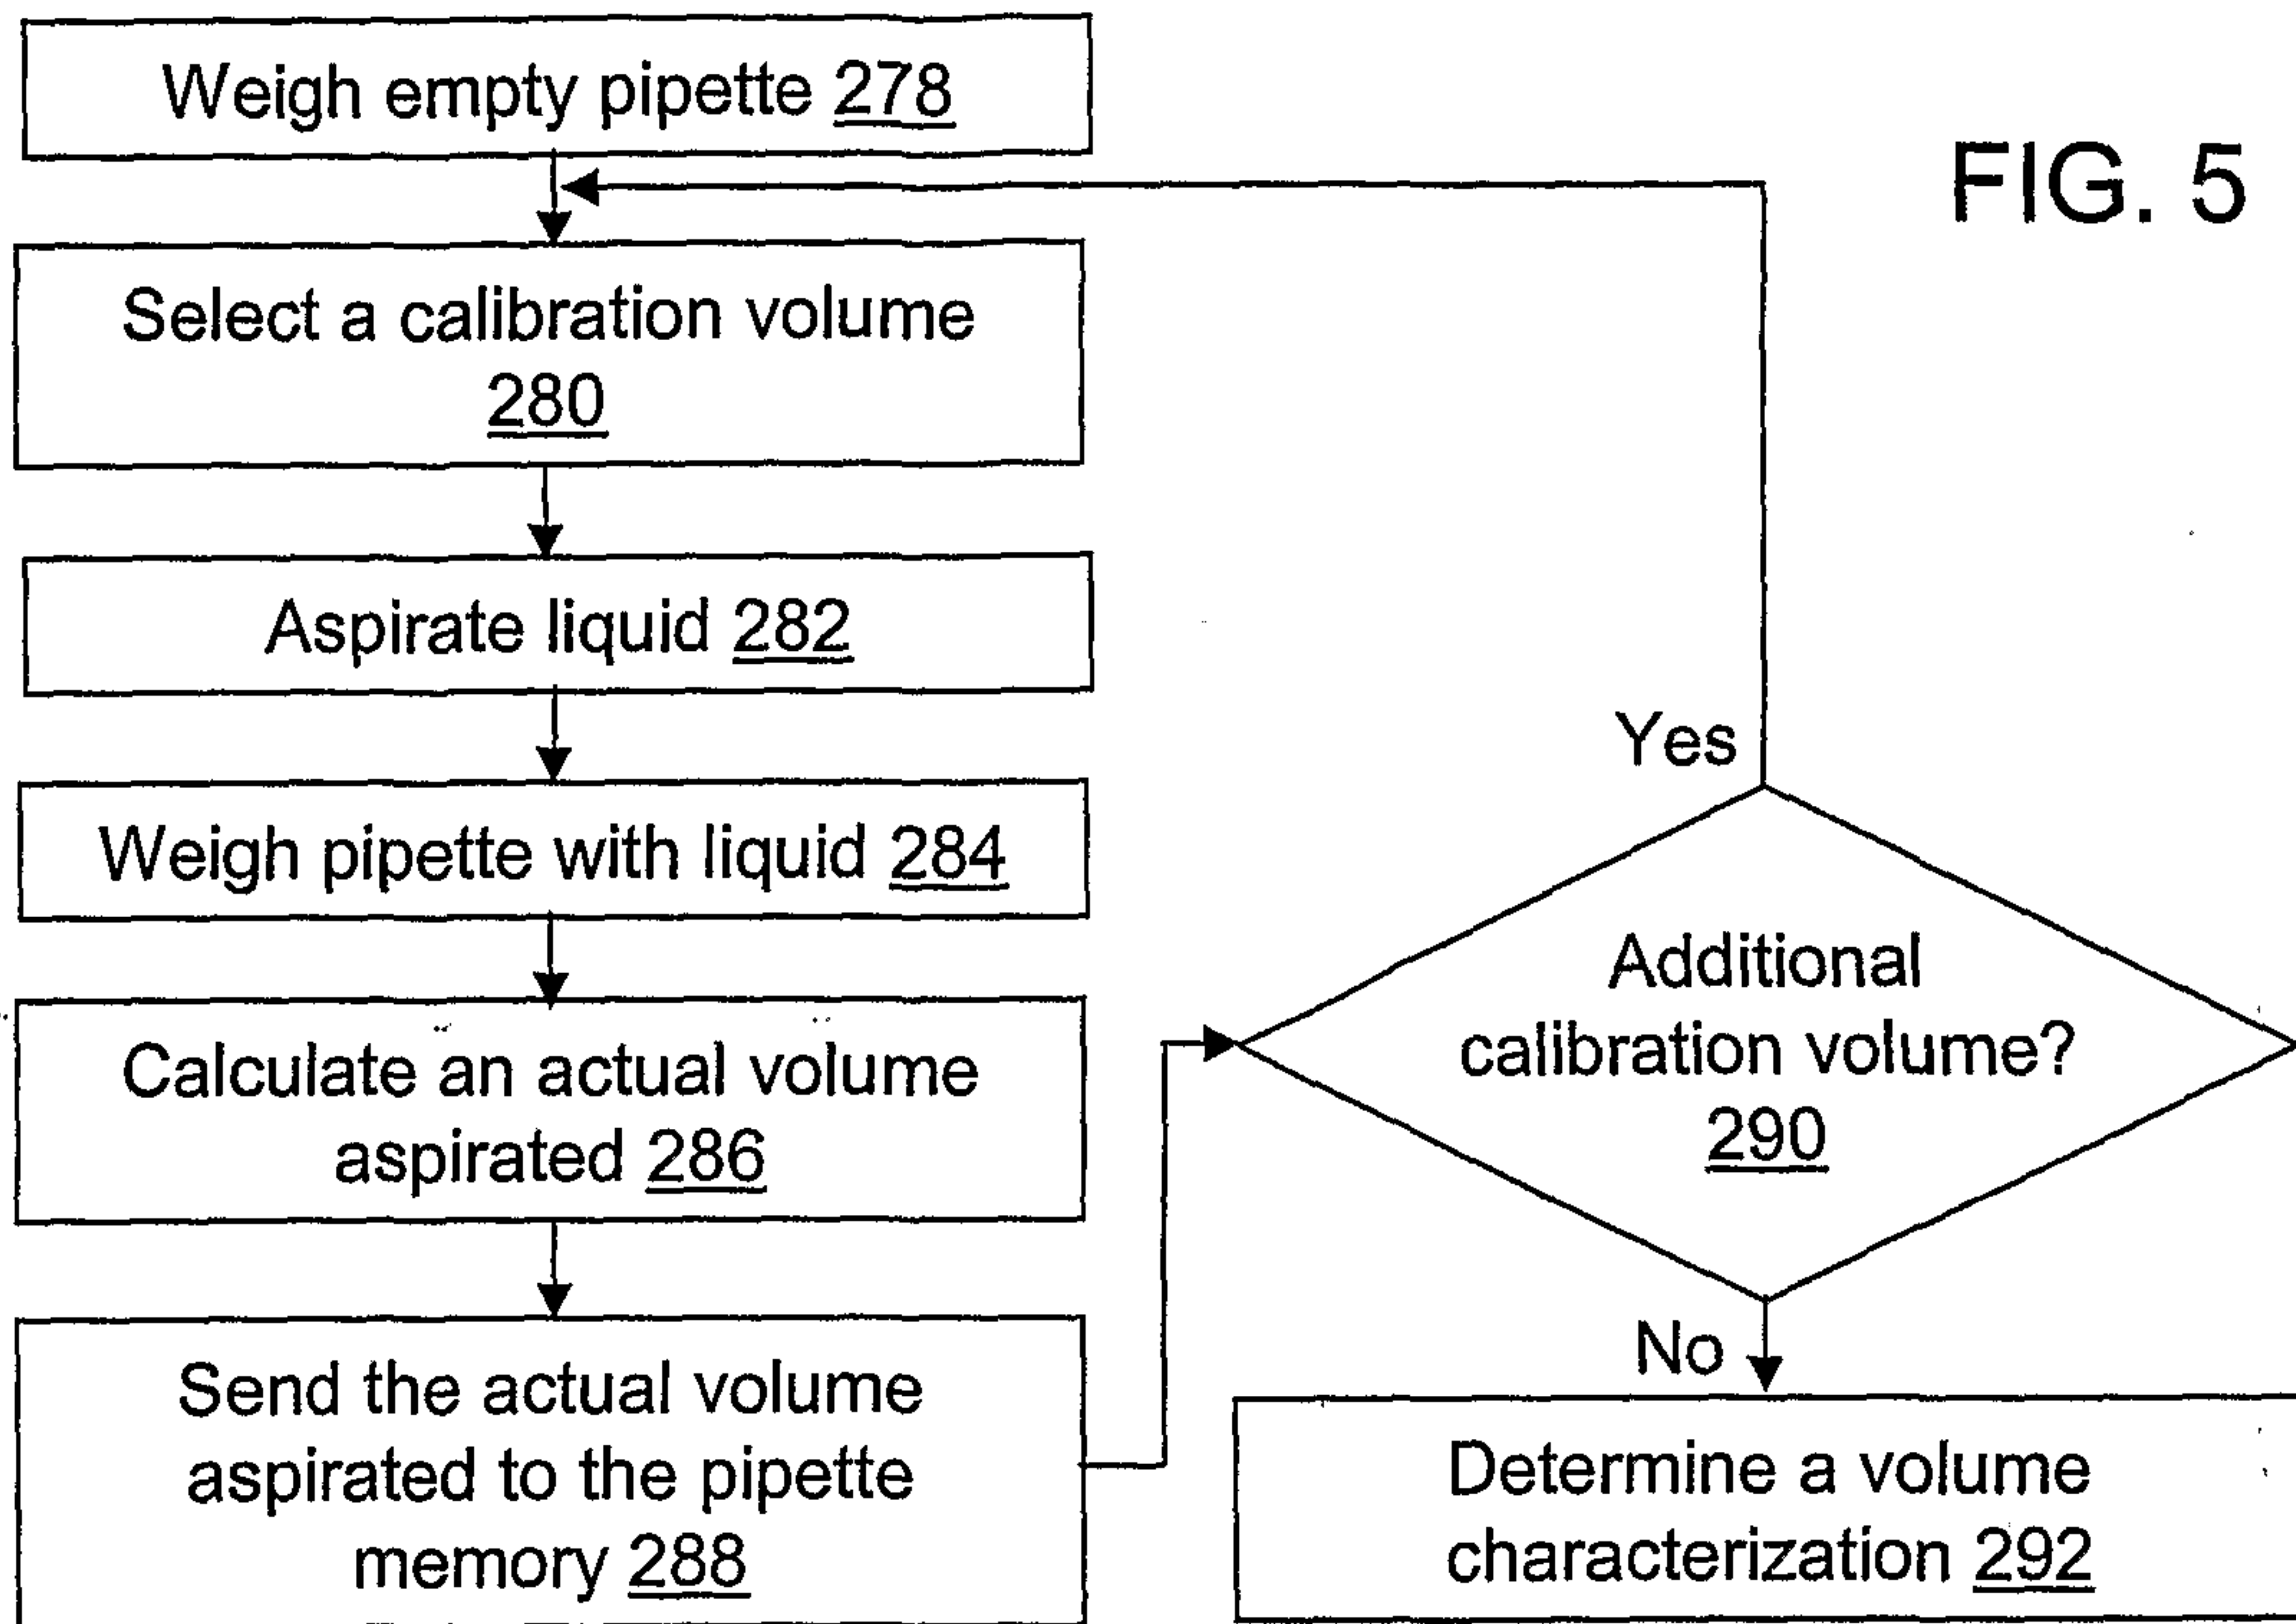 Weigh empty pipette 278
FIG. 5
Select a calibration volume
280
Aspirate liquid 282
Weigh pipette with liquid 284
Calculate an actual volume
aspirated 286
Send the actual volume
aspirated to the pipette
memory 288
Yes
Additional
calibration volume?
290
No
Determine a volume
characterization 292